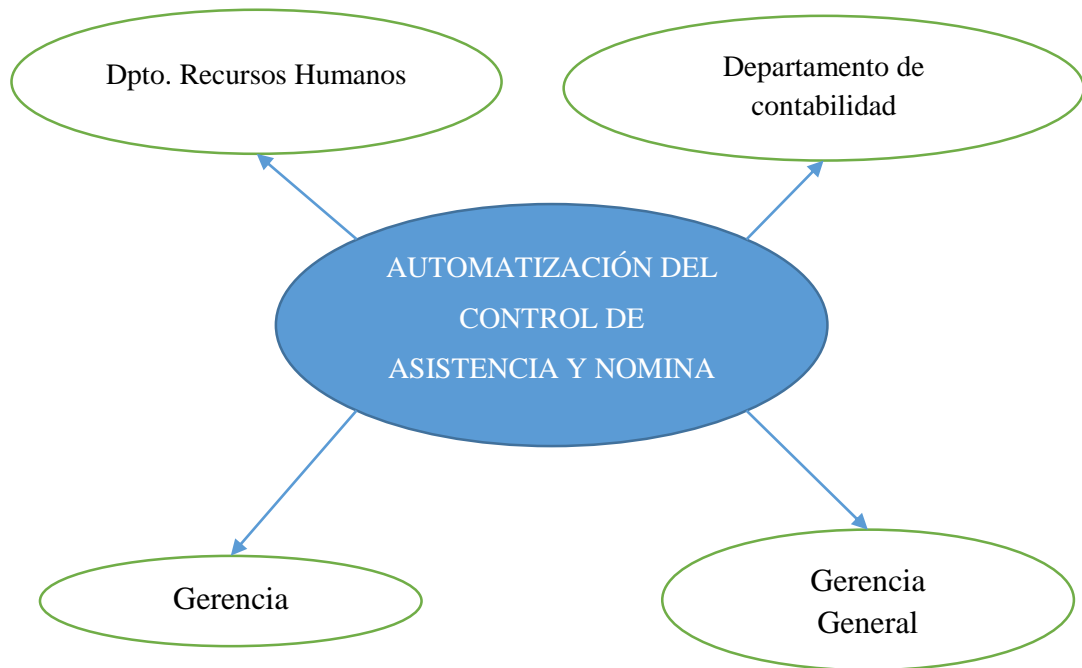 Dpto. Recursos Humanos
Departamento de
contabilidad
AUTOMATIZACIÓN DEL
CONTROL DE
ASISTENCIA Y NOMINA
Gerencia
Gerencia
General